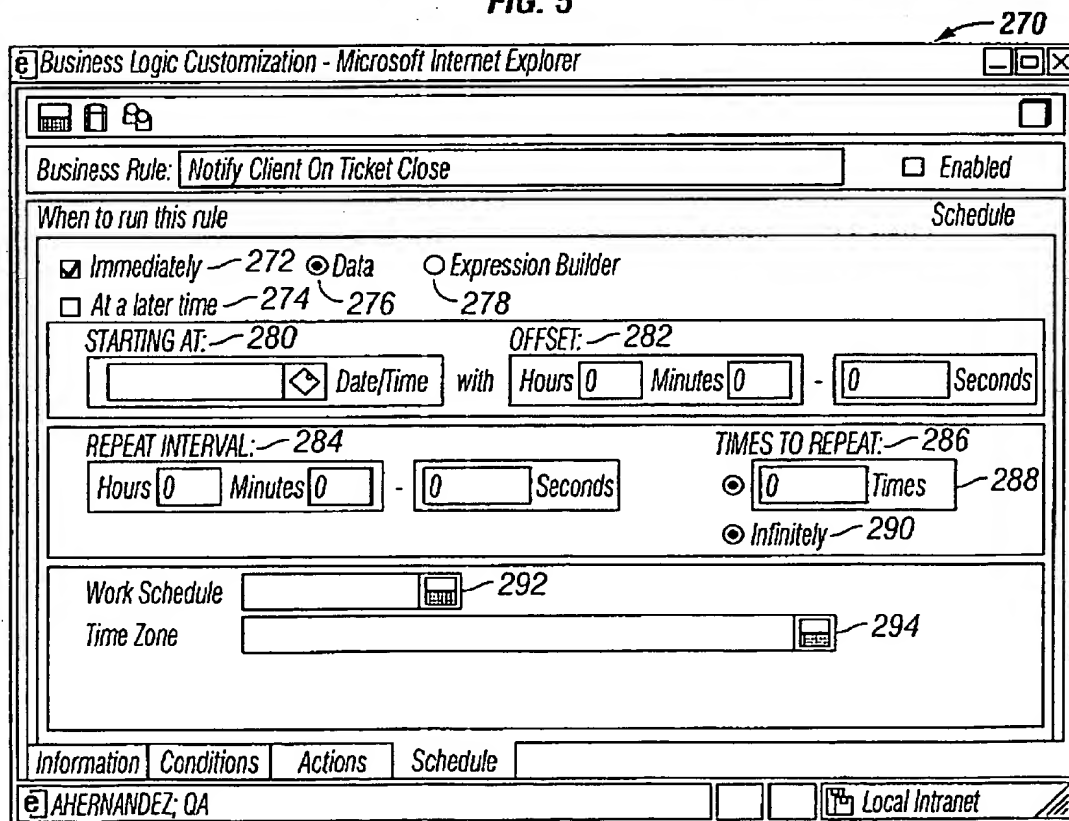 FIG. 5
270
Business Logic Customization - Microsoft Internet Explorer
Business Rule: Notify Client On Ticket Close Enabled
When to run this rule Schedule
Immediately 272 Data Expression Builder
At a later time 274 276 278
STARTING AT: 280 OFFSET: 282
Date/Time with Hours 0 Minutes 0 - 0 Seconds
REPEAT INTERVAL: 284 TIMES TO REPEAT: 286
Hours 0 Minutes 0 - 0 Seconds 0 Times 288
Infinitely 290
Work Schedule 292
Time Zone 294
Information Conditions Actions Schedule
AHERNANDEZ; QA Local Intranet